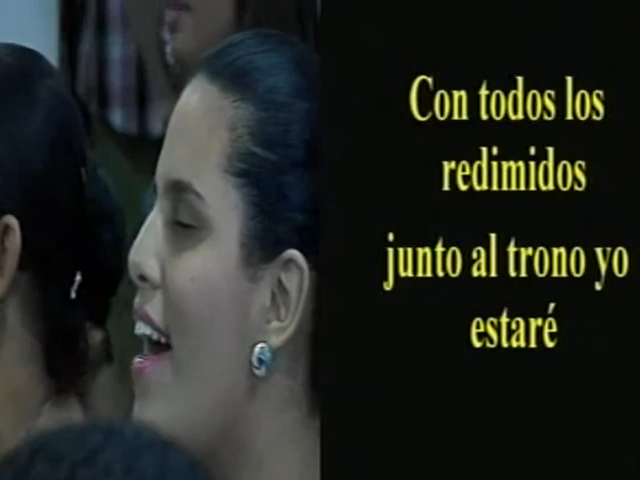 Con todos los
redimidos
junto al trono yo
estaré